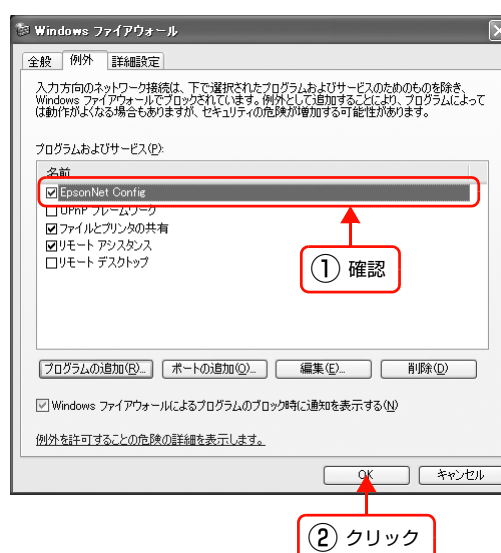 Windows ファイアウォール
全般 例外 詳細設定
入力方向のネットワーク接続は、下で選択されたプログラムおよびサービスのためのものを除き、
Windows ファイアウォールでブロックされています。例外として追加することにより、プログラムによって
は動作がよくなる場合もありますが、セキュリティの危険が増加する可能性があります。
プログラムおよびサービス(P):
名前
EpsonNet Config
UPnP フレームワーク
ファイルとプリンタの共有
リモート アシスタンス
リモート デスクトップ
① 確認
プログラムの追加(R)... ポートの追加(O)... 編集(E)... 削除(D)
Windows ファイアウォールによるプログラムのブロック時に通知を表示する(N)
例外を許可することの危険の詳細を表示します。
OK キャンセル
② クリック